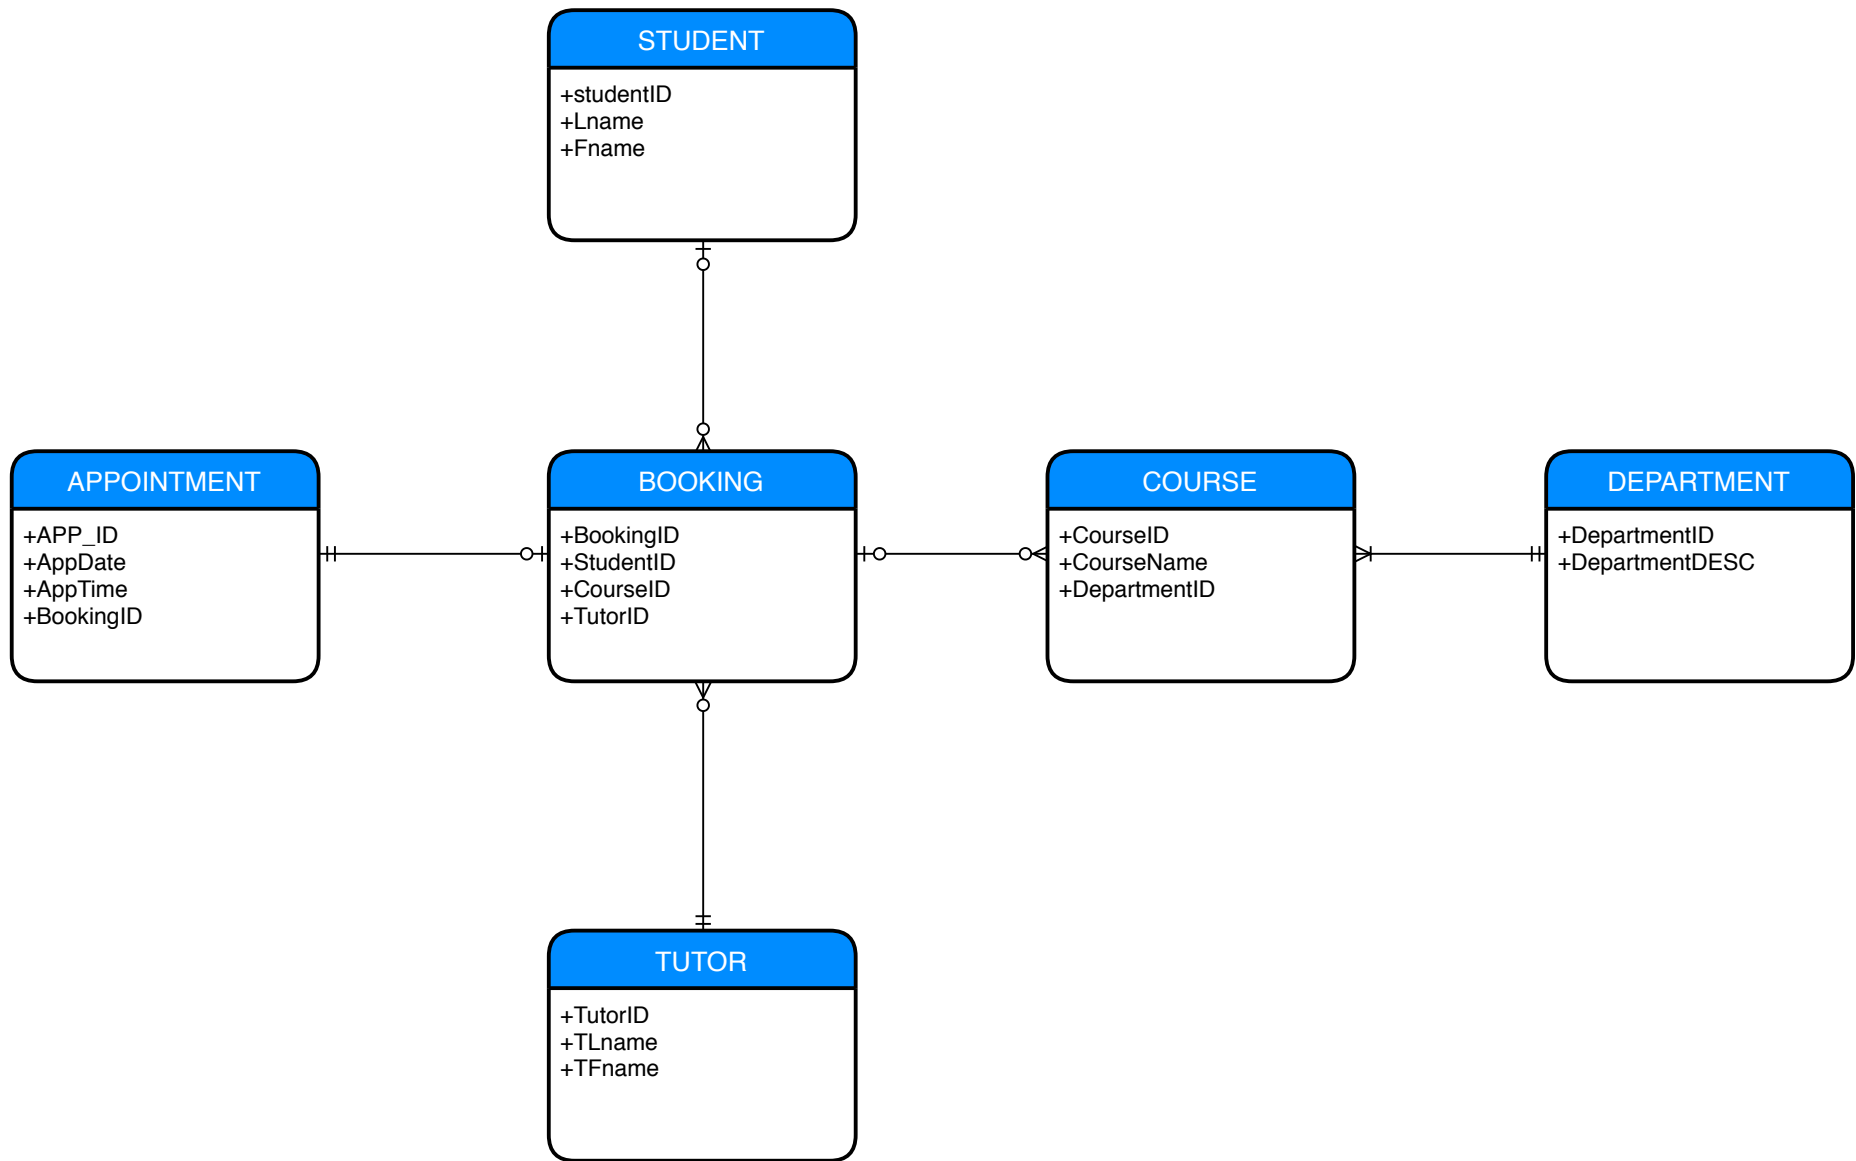 STUDENT
+studentID
+Lname
+Fname
APPOINTMENT
+APP_ID
+AppDate
+AppTime
+BookingID
BOOKING
+BookingID
+StudentID
+CourseID
+TutorID
COURSE
+CourseID
+CourseName
+DepartmentID
DEPARTMENT
+DepartmentID
+DepartmentDESC
TUTOR
+TutorID
+TLname
+TFname